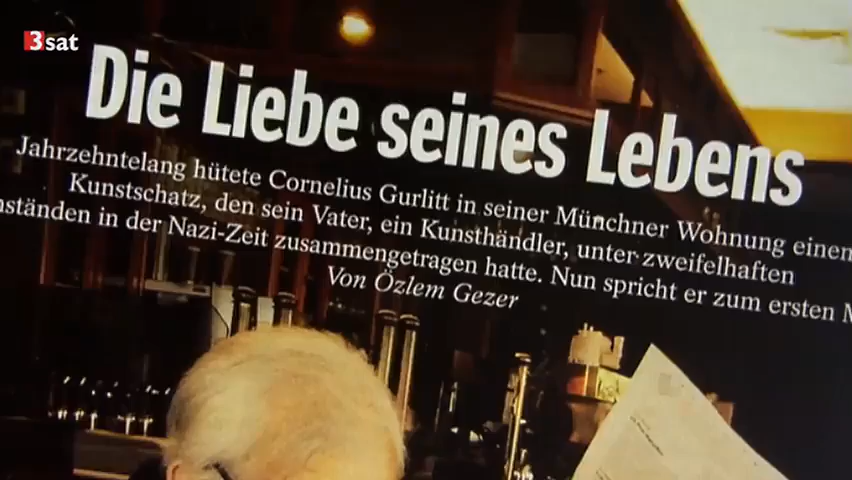 3sat
Die Liebe seines Lebens
Jahrzehntelang hütete Cornelius Gurlitt in seiner Münchner Wohnung einen
Kunstschatz, den sein Vater, ein Kunsthändler, unter zweifelhaften
nständen in der Nazi-Zeit zusammengetragen hatte. Nun spricht er zum ersten M
Von Özlem Gezer